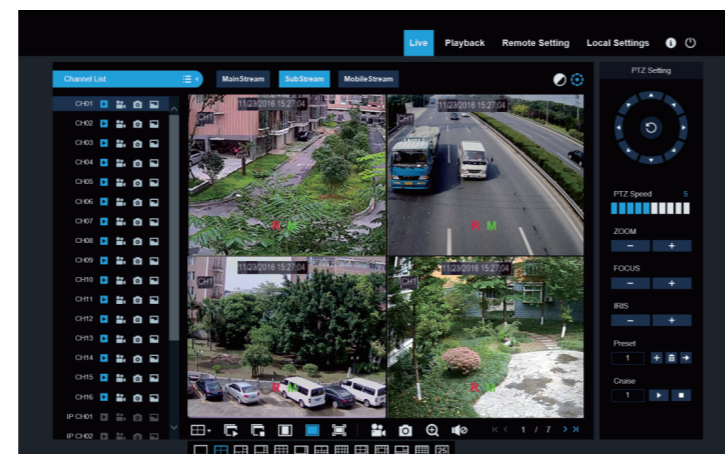 Live Playback Remote Setting Local Settings
Channel List MainStream SubStream MobileStream PTZ Setting
CH01
CH02
CH03
CH04
CH05
CH06
CH07
CH08
CH09
CH10
CH11
CH12
CH13
CH14
CH15
CH16
IP CH01
IP CH02
11/23/2016 15:27:04
CH1
R M
11/23/2016 15:27:04
CH1
R M
11/23/2016 15:27:04
CH1
R M
11/23/2016 15:27:04
CH1
R M
PTZ Speed 5
ZOOM
- +
FOCUS
- +
IRIS
- +
Preset
1
Cruise
1
1 / 7
25